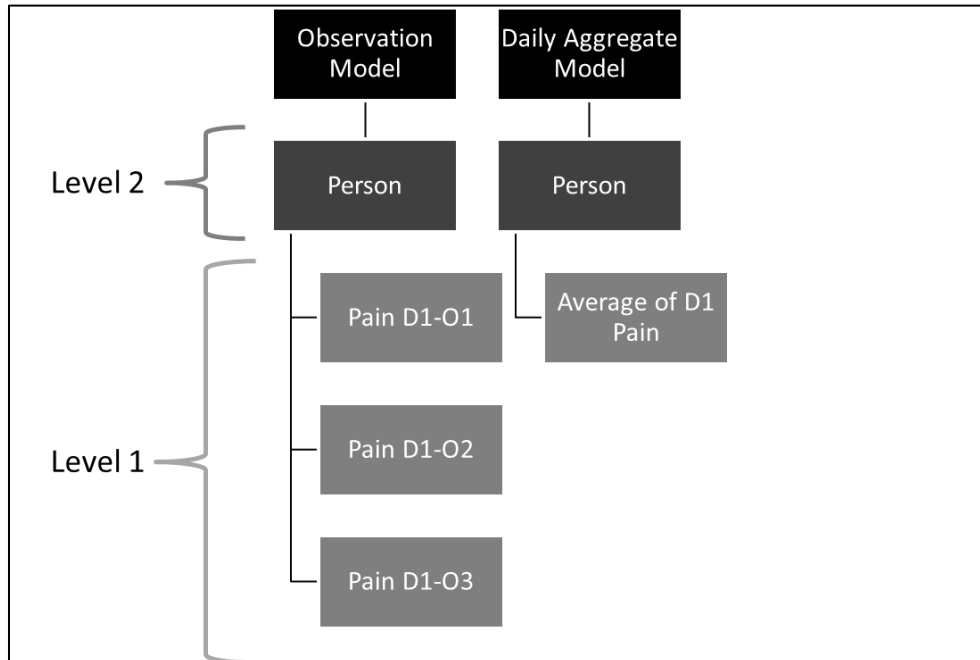 Observation
Model
Daily Aggregate
Model
Level 2
Person
Person
Pain D1-O1
Average of D1
Pain
Level 1
Pain D1-O2
Pain D1-O3